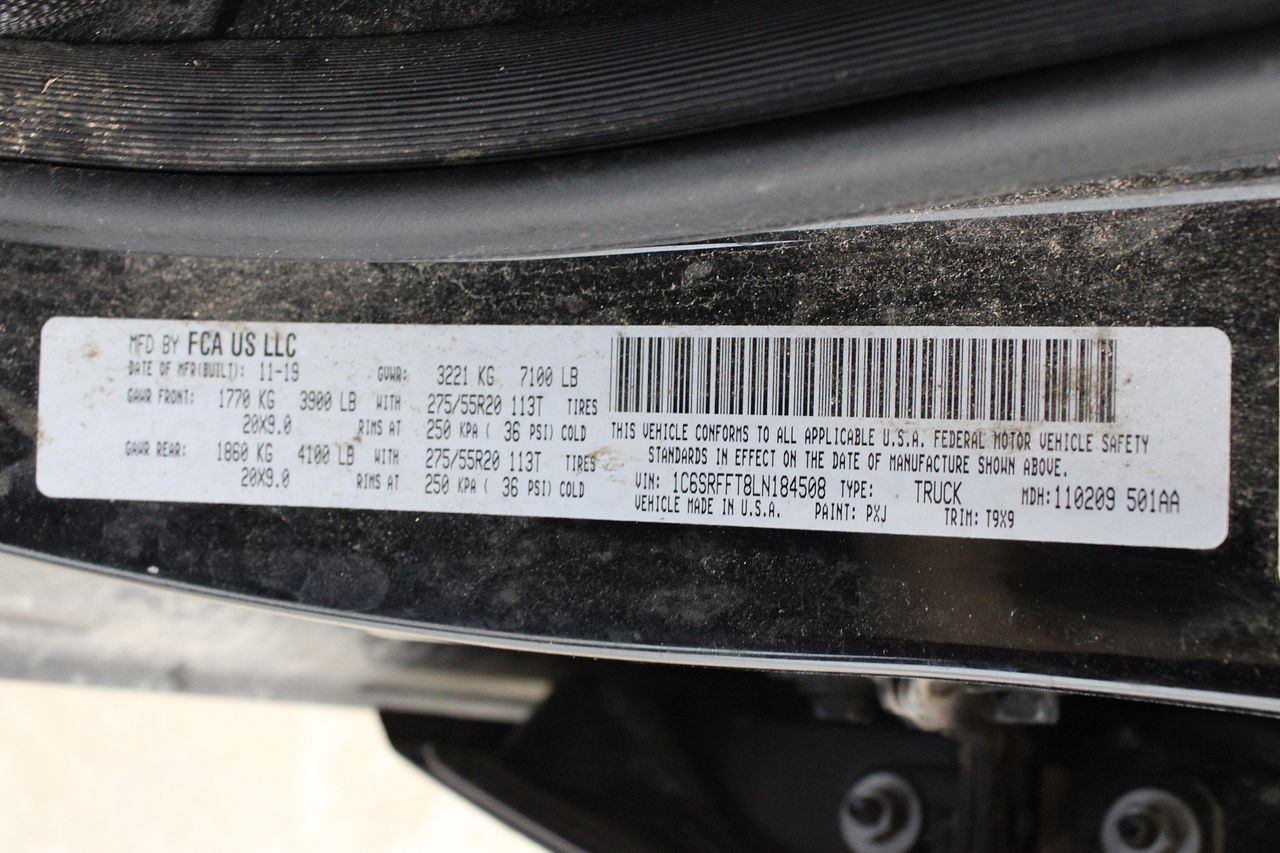 MFD BY FCA US LLC
DATE OF MFR(BUILT): 11-19 GVWR: 3221 KG 7100 LB
GAWR FRONT: 1770 KG 3900 LB WITH 275/55R20 113T TIRES
20X9.0 RIMS AT 250 KPA ( 36 PSI) COLD
GAWR REAR: 1860 KG 4100 LB WITH 275/55R20 113T TIRES
20X9.0 RIMS AT 250 KPA ( 36 PSI) COLD
THIS VEHICLE CONFORMS TO ALL APPLICABLE U.S.A. FEDERAL MOTOR VEHICLE SAFETY
STANDARDS IN EFFECT ON THE DATE OF MANUFACTURE SHOWN ABOVE.
VIN: 1C6SRFFT8LN184508 TYPE: TRUCK MDH: 110209 501AA
VEHICLE MADE IN U.S.A. PAINT: PXJ TRIM: T9X9